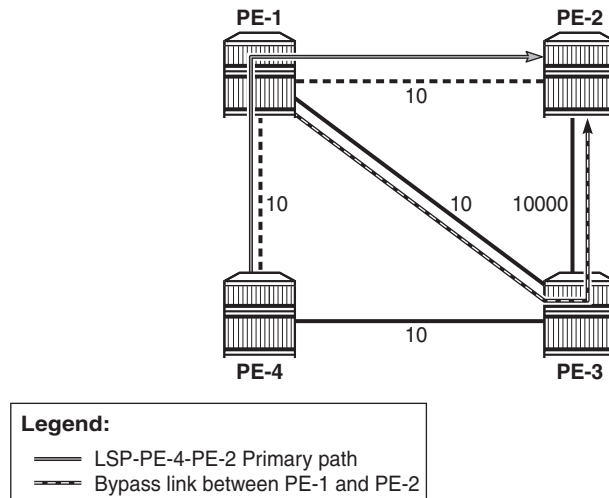 PE-1
PE-2
10
10
10
10000
10
PE-4
PE-3
Legend:
LSP-PE-4-PE-2 Primary path
Bypass link between PE-1 and PE-2